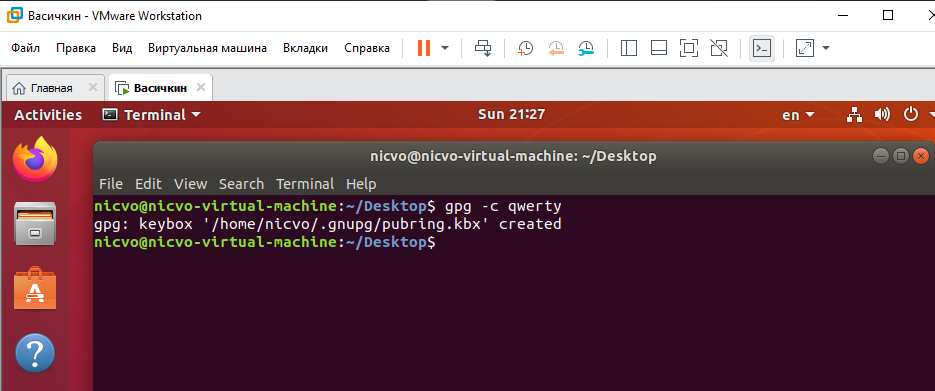 Васичкин - VMware Workstation
Файл Правка Вид Виртуальная машина Вкладки Справка
Главная Васичкин
Activities Terminal Sun 21:27 en
nicvo@nicvo-virtual-machine: ~/Desktop
File Edit View Search Terminal Help
nicvo@nicvo-virtual-machine:~/Desktop$ gpg -c qwerty
gpg: keybox '/home/nicvo/.gnupg/pubring.kbx' created
nicvo@nicvo-virtual-machine:~/Desktop$